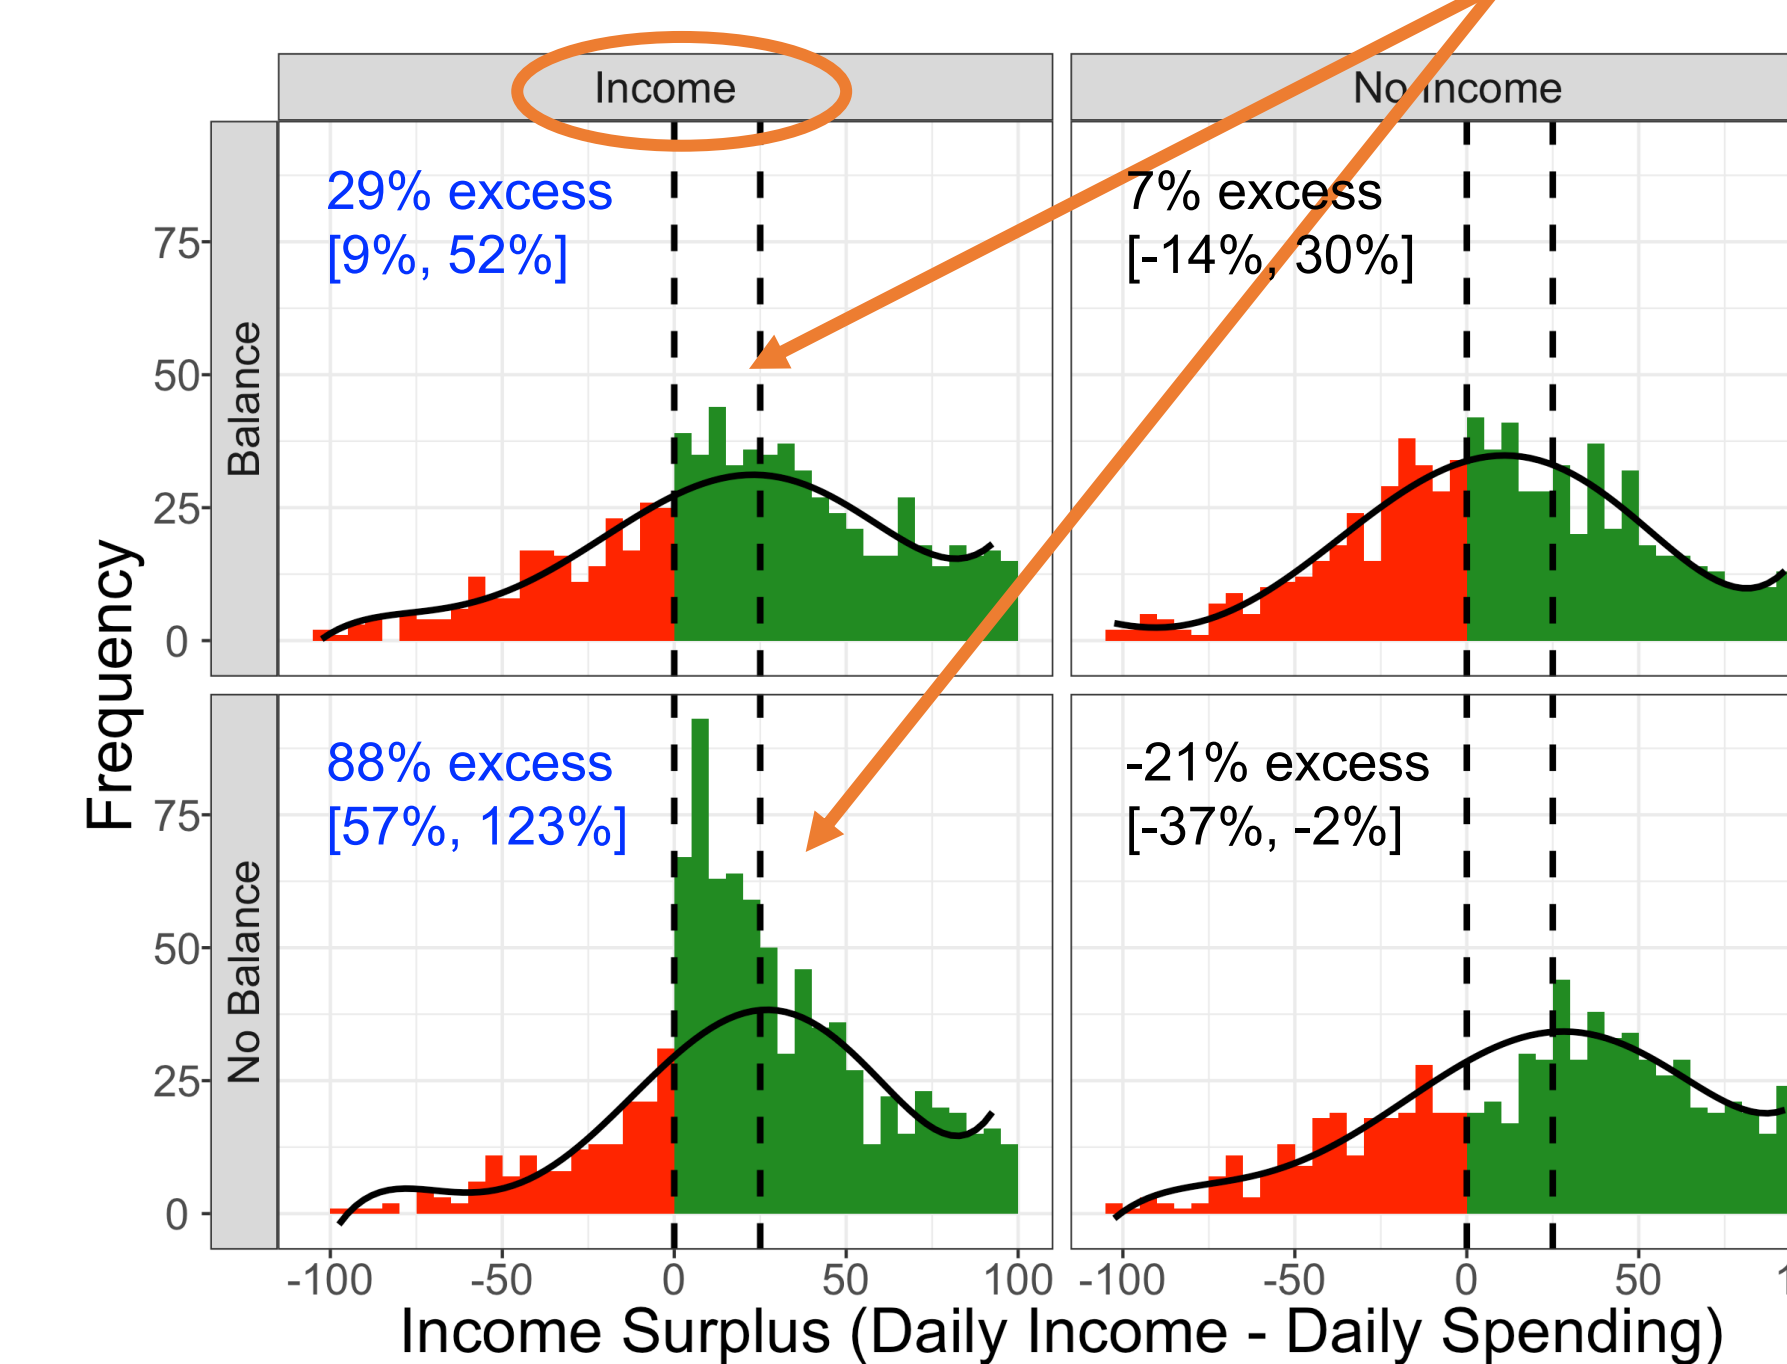 Income
No Income
29% excess
[9%, 52%]
7% excess
[-14%, 30%]
Balance
75
50
25
0
88% excess
[57%, 123%]
-21% excess
[-37%, -2%]
No Balance
75
50
25
0
Frequency
-100 -50 0 50 100 -100 -50 0 50
Income Surplus (Daily Income - Daily Spending)